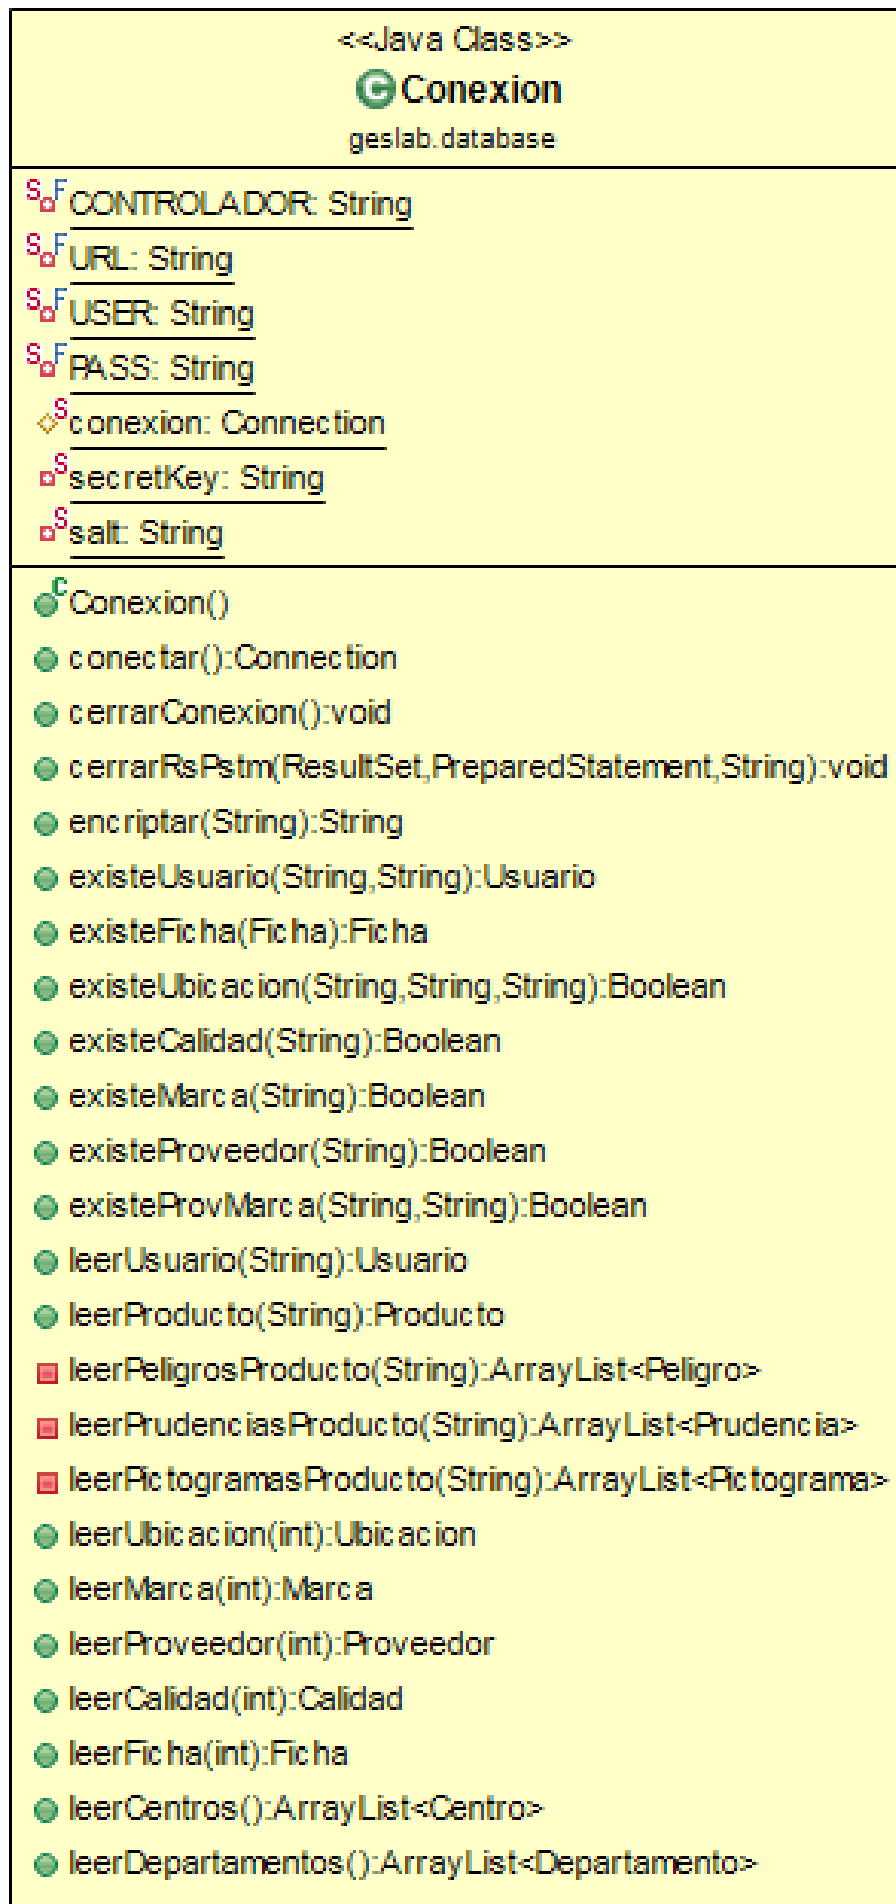 <<Java Class>>
C Conexion
geslab.database
S F CONTROLADOR: String
S F URL: String
S F USER: String
S F PASS: String
S conexion: Connection
S secretKey: String
S salt: String
C Conexion()
conectar():Connection
cerrarConexion():void
cerrarRsPstm(ResultSet,PreparedStatement,String):void
encriptar(String):String
existeUsuario(String,String):Usuario
existeFicha(Ficha):Ficha
existeUbicacion(String,String,String):Boolean
existeCalidad(String):Boolean
existeMarca(String):Boolean
existeProveedor(String):Boolean
existeProvMarca(String,String):Boolean
leerUsuario(String):Usuario
leerProducto(String):Producto
leerPeligrosProducto(String):ArrayList<Peligro>
leerPrudenciasProducto(String):ArrayList<Prudencia>
leerPictogramasProducto(String):ArrayList<Pictograma>
leerUbicacion(int):Ubicacion
leerMarca(int):Marca
leerProveedor(int):Proveedor
leerCalidad(int):Calidad
leerFicha(int):Ficha
leerCentros():ArrayList<Centro>
leerDepartamentos():ArrayList<Departamento>